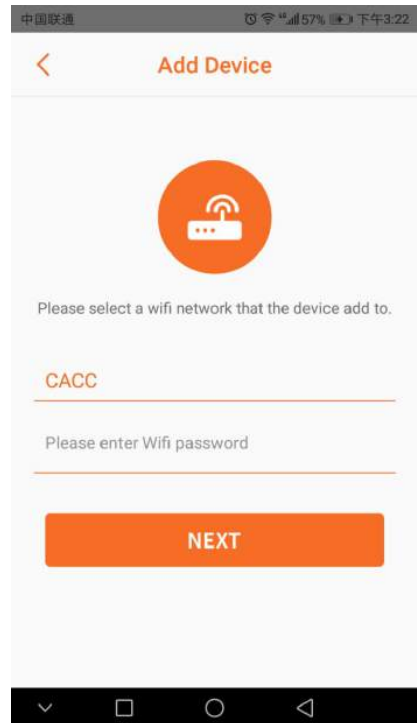 中国联通 57% 下午3:22
Add Device
Please select a wifi network that the device add to.
CACC
Please enter Wifi password
NEXT